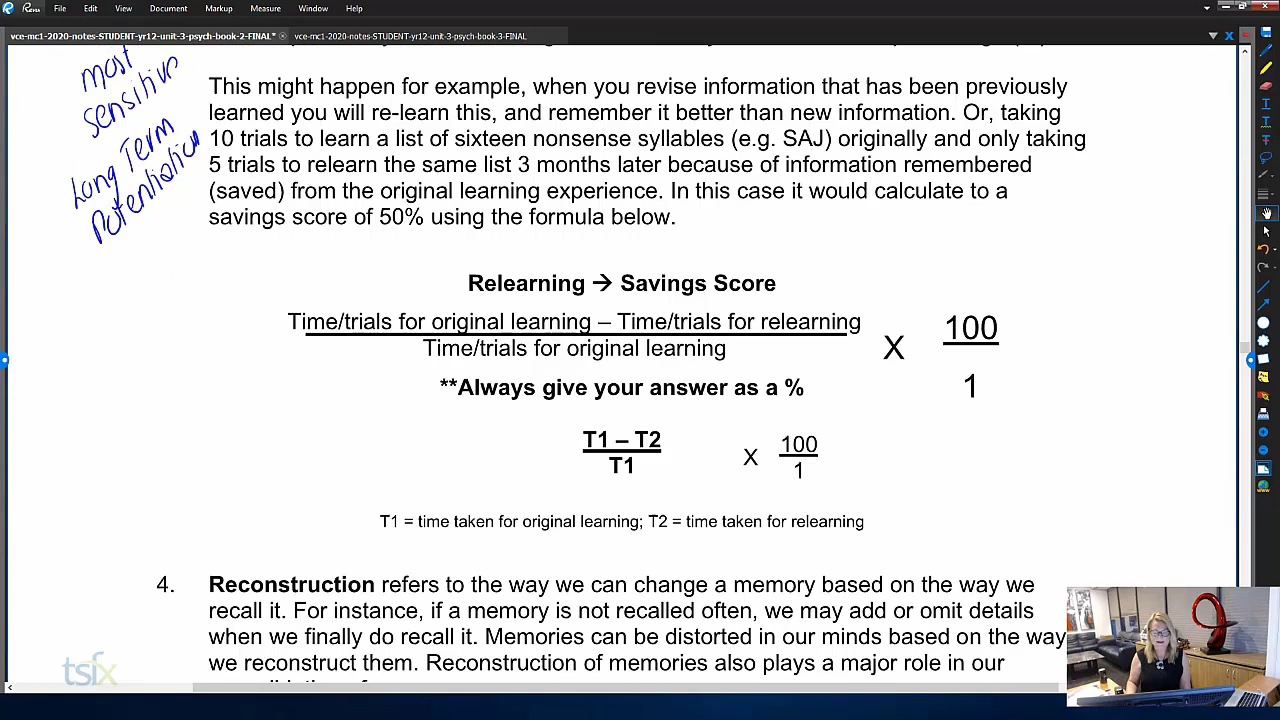 File Edit View Document Markup Measure Window Help
vce-mc1-2020-notes-STUDENT-yr12-unit-3-psych-book-2-FINAL* vce-mc1-2020-notes-STUDENT-yr12-unit-3-psych-book-3-FINAL
most
sensitive
Long Term
Potentiation
This might happen for example, when you revise information that has been previously
learned you will re-learn this, and remember it better than new information. Or, taking
10 trials to learn a list of sixteen nonsense syllables (e.g. SAJ) originally and only taking
5 trials to relearn the same list 3 months later because of information remembered
(saved) from the original learning experience. In this case it would calculate to a
savings score of 50% using the formula below.
Relearning → Savings Score
Time/trials for original learning – Time/trials for relearning
Time/trials for original learning
X 100
1
**Always give your answer as a %
T1 – T2
T1
X 100
1
T1 = time taken for original learning; T2 = time taken for relearning
4. Reconstruction refers to the way we can change a memory based on the way we
recall it. For instance, if a memory is not recalled often, we may add or omit details
when we finally do recall it. Memories can be distorted in our minds based on the way
we reconstruct them. Reconstruction of memories also plays a major role in our
tsfx